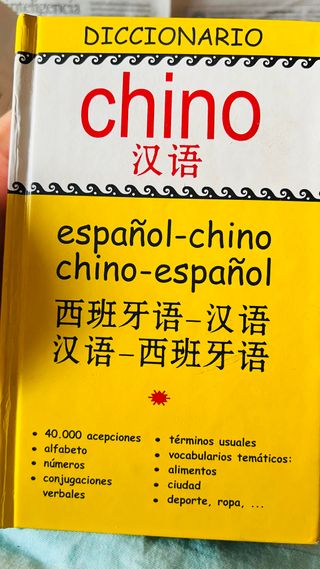 nteligencia
DICCIONARIO
chino
汉语
español-chino
chino-español
西班牙语-汉语
汉语-西班牙语
• 40.000 acepciones
• alfabeto
• números
• conjugaciones
verbales
• términos usuales
• vocabularios temáticos:
• alimentos
• ciudad
• deporte, ropa, ...